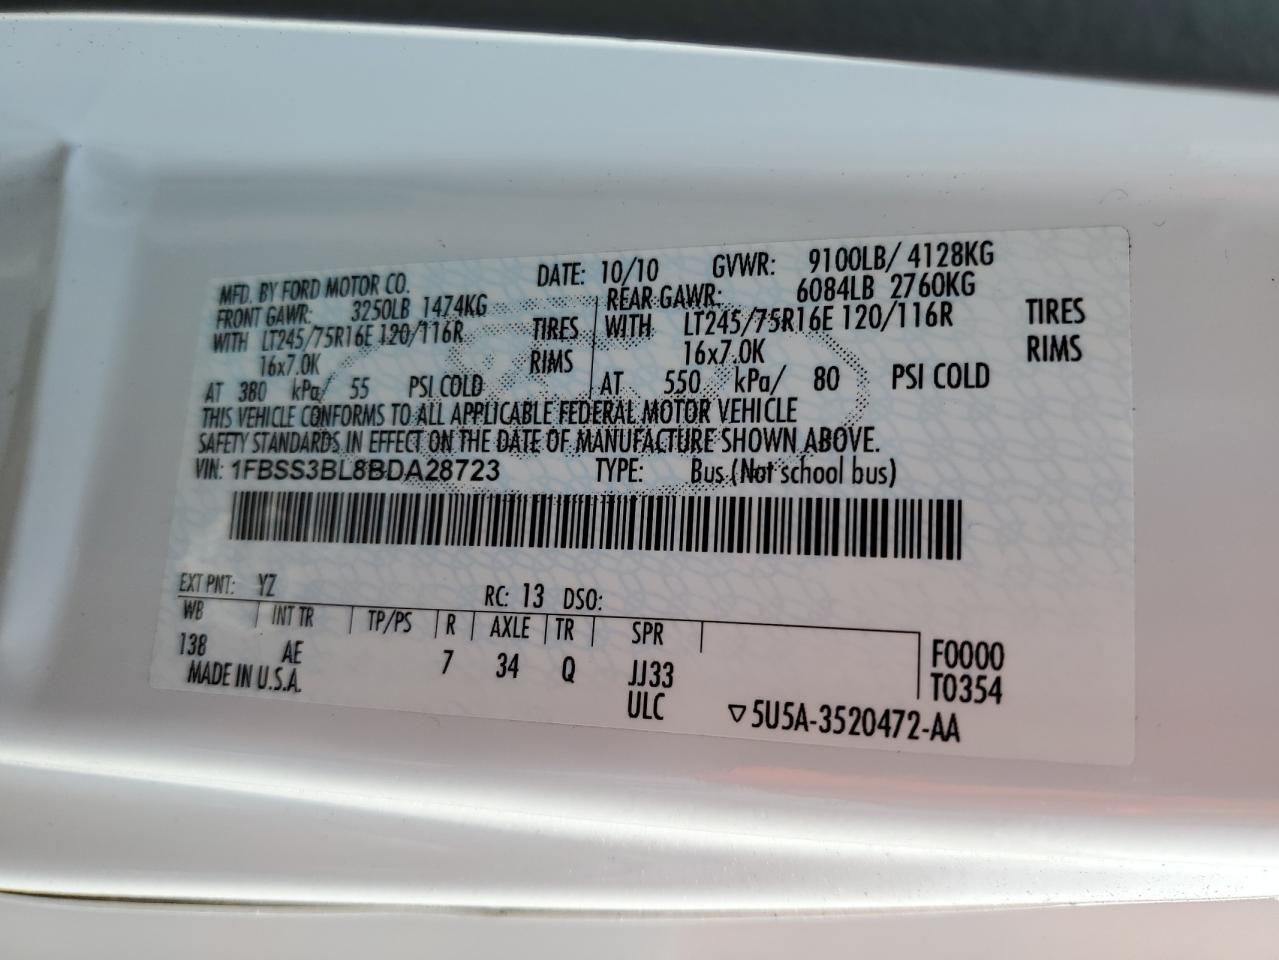 MFD. BY FORD MOTOR CO. DATE: 10/10 GVWR: 9100LB/ 4128KG
FRONT GAWR: 3250LB 1474KG REAR GAWR: 6084LB 2760KG
WITH LT245/75R16E 120/116R TIRES WITH LT245/75R16E 120/116R TIRES
16x7.0K RIMS 16x7.0K RIMS
AT 380 kPa/ 55 PSI COLD AT 550 kPa/ 80 PSI COLD
THIS VEHICLE CONFORMS TO ALL APPLICABLE FEDERAL MOTOR VEHICLE
SAFETY STANDARDS IN EFFECT ON THE DATE OF MANUFACTURE SHOWN ABOVE.
VIN: 1FBSS3BL8BDA28723 TYPE: Bus (Not school bus)
EXT PNT: YZ RC: 13 DSO:
WB INT TR TP/PS R AXLE TR SPR
138 AE 7 34 Q JJ33 F0000
MADE IN U.S.A. ULC T0354
▽5U5A-3520472-AA